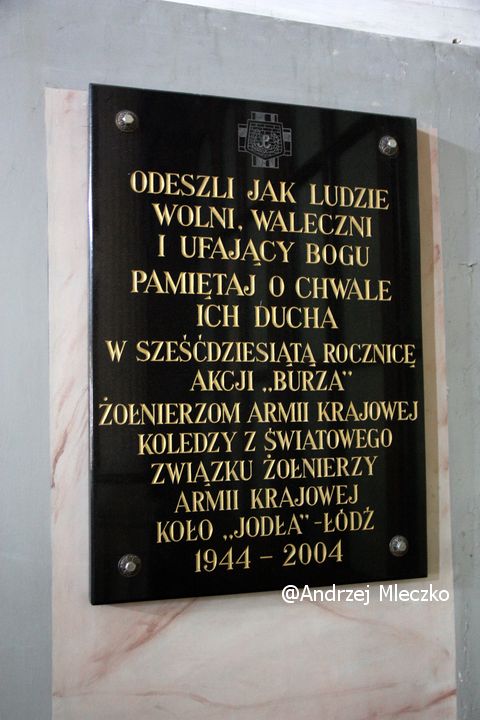 ODESZLI JAK LUDZIE
WOLNI, WALECZNI
I UFAJĄCY BOGU
PAMIĘTAJ O CHWALE
ICH DUCHA
W SZEŚĆDZIESIĄTĄ ROCZNICĘ
AKCJI „BURZA”
ŻOŁNIERZOM ARMII KRAJOWEJ
KOLEDZY Z ŚWIATOWEGO
ZWIĄZKU ŻOŁNIERZY
ARMII KRAJOWEJ
KOŁO „JODŁA” -ŁÓDŹ
1944 – 2004
@Andrzej Mleczko